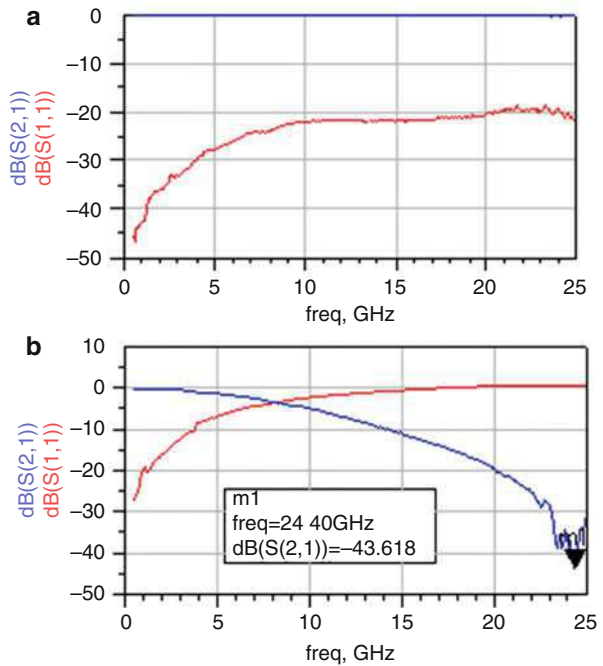 a
0
−10
−20
−30
−40
−50
dB(S(2,1))
dB(S(1,1))
0 5 10 15 20 25
freq, GHz
b
10
0
−10
−20
−30
−40
−50
dB(S(2,1))
dB(S(1,1))
m1
freq=24 40GHz
dB(S(2,1))=−43.618
0 5 10 15 20 25
freq, GHz